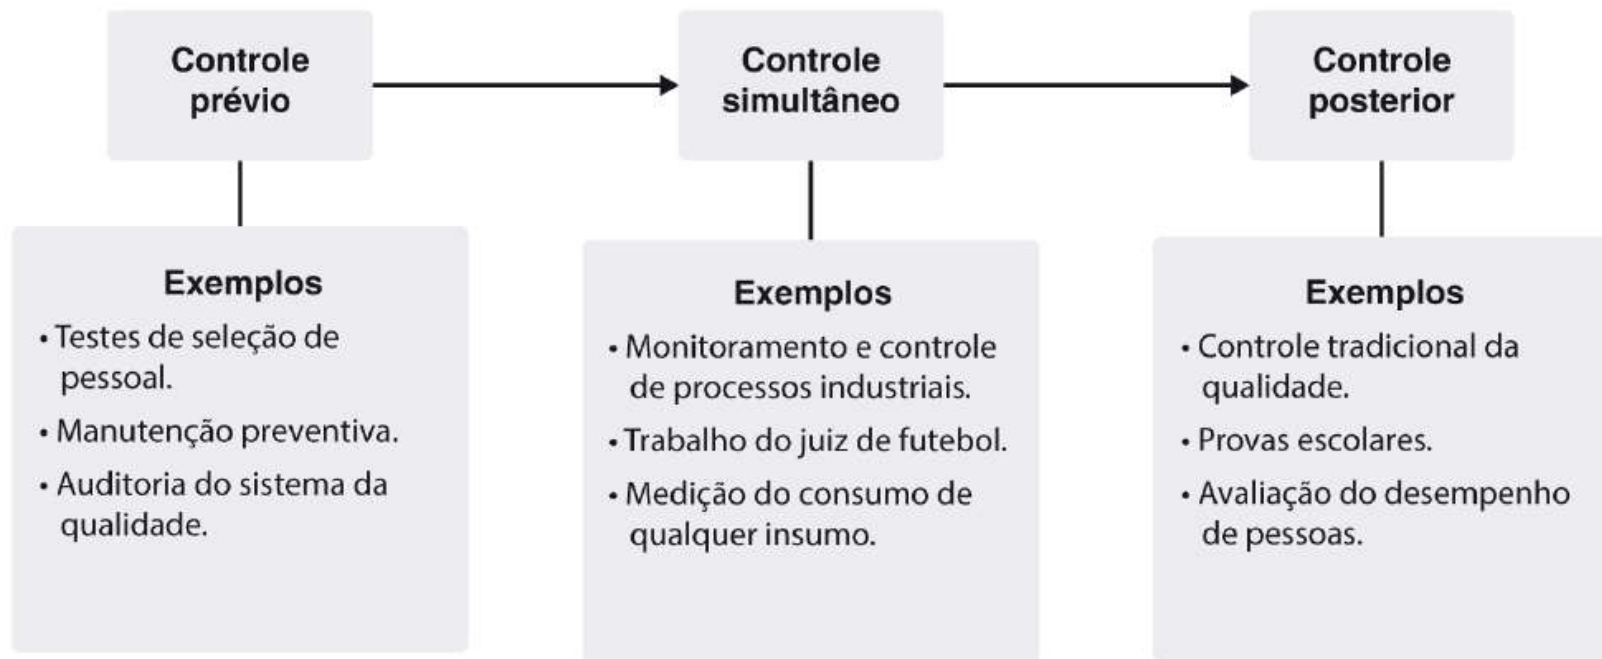 Controle
prévio
Controle
simultâneo
Controle
posterior
Exemplos
• Testes de seleção de
pessoal.
• Manutenção preventiva.
• Auditoria do sistema da
qualidade.
Exemplos
• Monitoramento e controle
de processos industriais.
• Trabalho do juiz de futebol.
• Medição do consumo de
qualquer insumo.
Exemplos
• Controle tradicional da
qualidade.
• Provas escolares.
• Avaliação do desempenho
de pessoas.